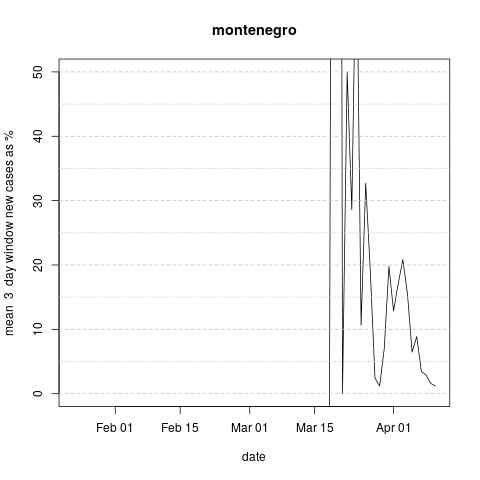 montenegro
mean 3 day window new cases as %
50
40
30
20
10
0
Feb 01
Feb 15
Mar 01
Mar 15
Apr 01
date